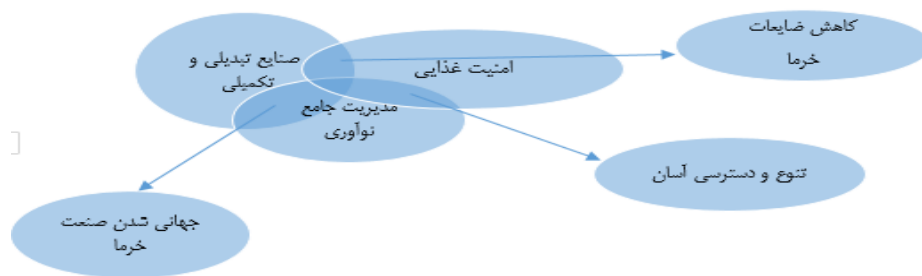 کاهش ضایعات
خرما
صنایع تبدیلی و
تکمیلی
امنیت غذایی
مدیریت جامع
نوآوری
تنوع و دسترسی آسان
جهانی شدن صنعت
خرما